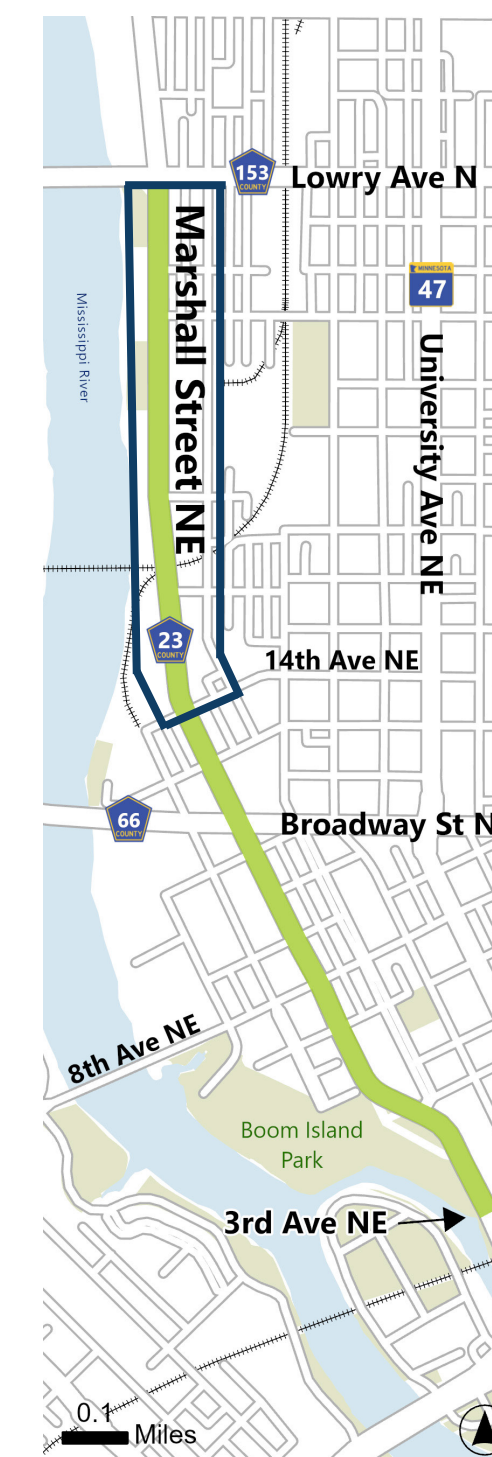 153
COUNTY
Lowry Ave N
MINNESOTA
47
Marshall Street NE
Mississippi River
University Ave NE
23
COUNTY
14th Ave NE
66
COUNTY
Broadway St N
8th Ave NE
Boom Island
Park
3rd Ave NE
0.1
Miles